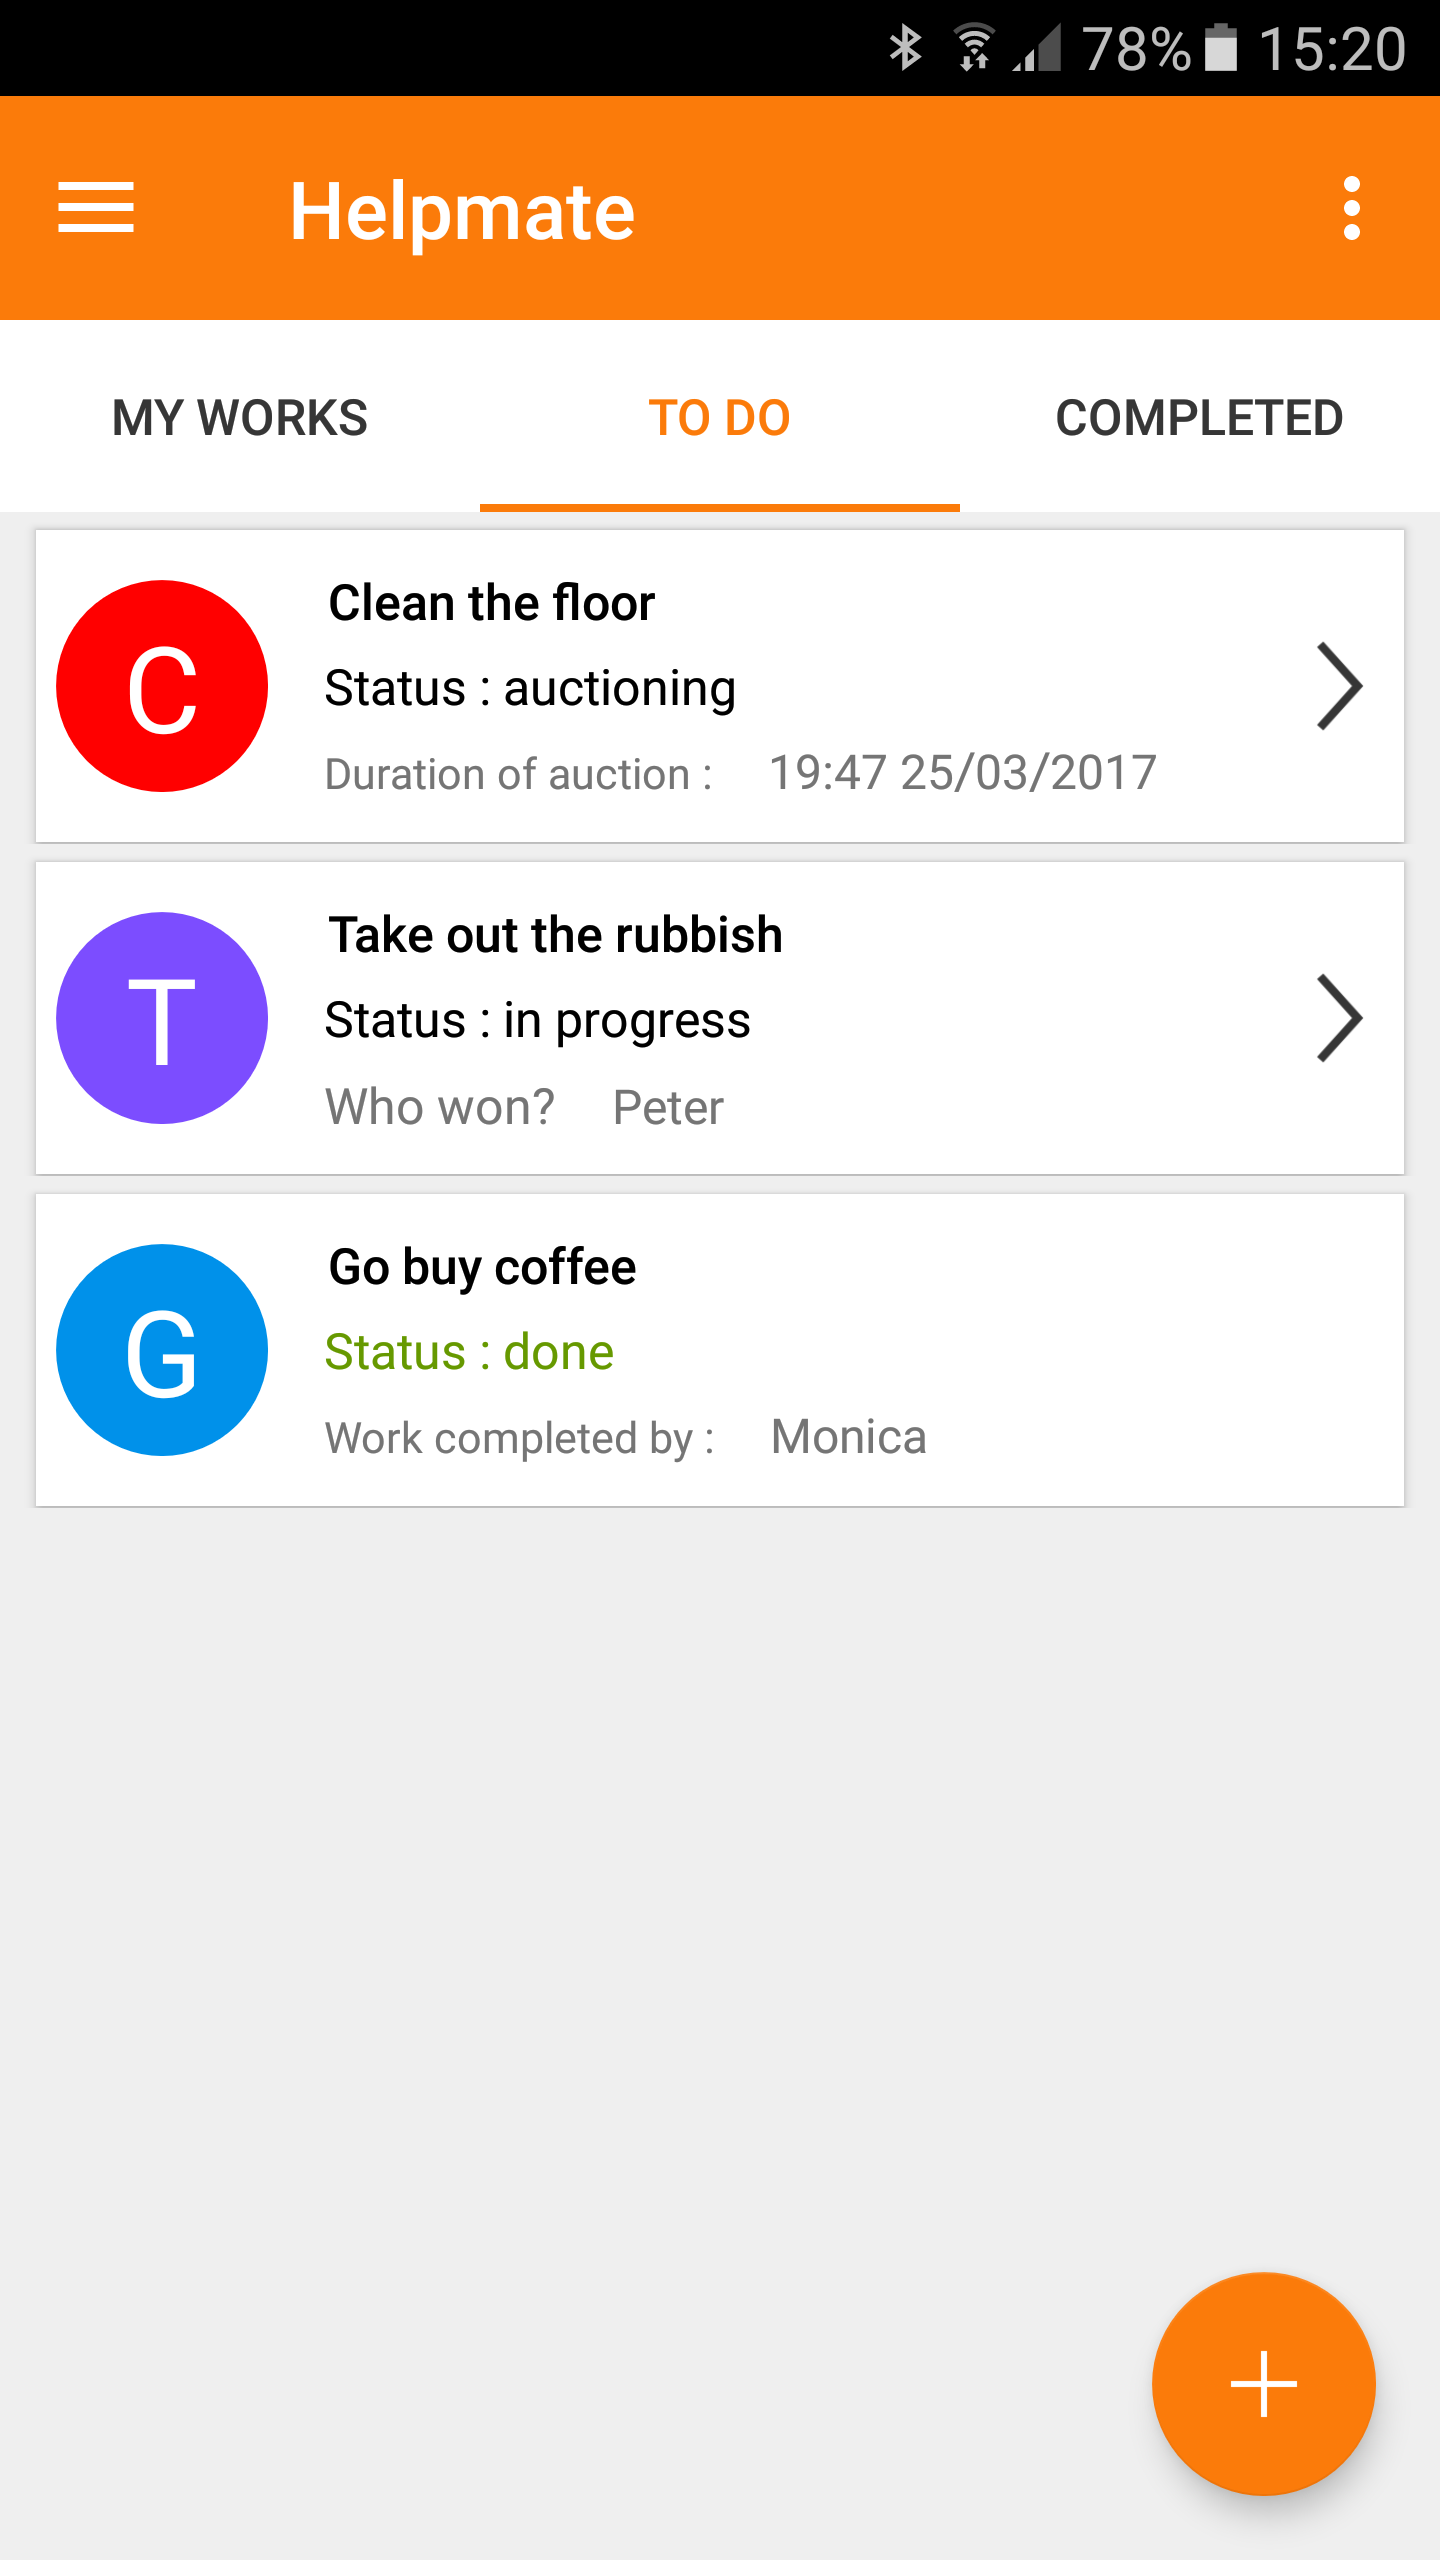 78% 15:20
Helpmate
MY WORKS TO DO COMPLETED
C
Clean the floor
Status : auctioning
Duration of auction : 19:47 25/03/2017
T
Take out the rubbish
Status : in progress
Who won? Peter
G
Go buy coffee
Status : done
Work completed by : Monica